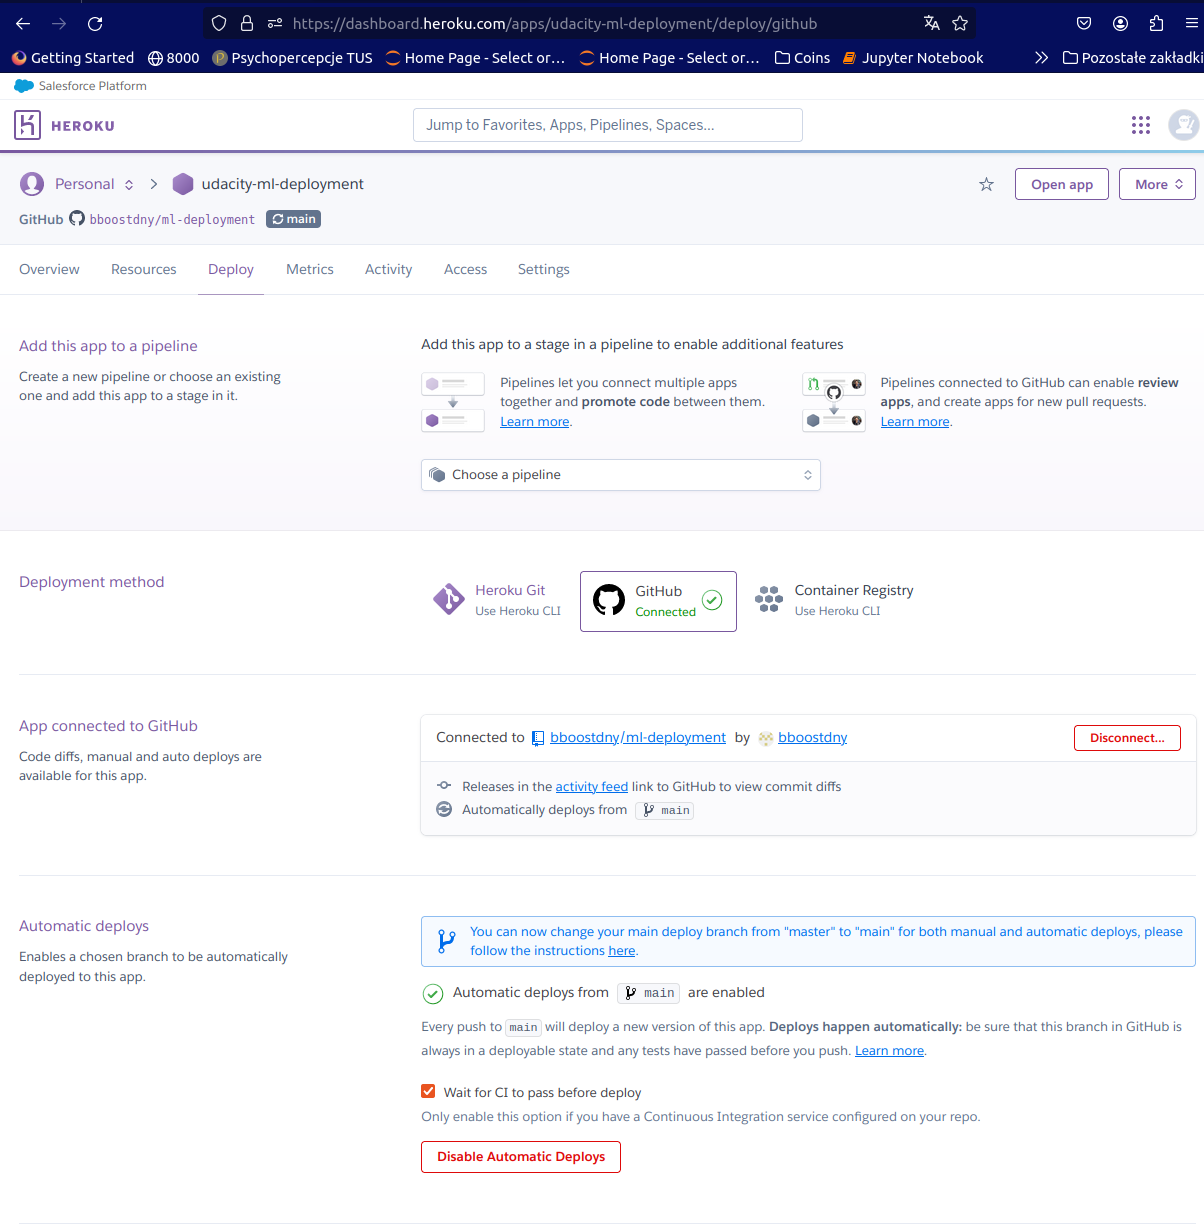 https://dashboard.heroku.com/apps/udacity-ml-deployment/deploy/github
Getting Started 8000 Psychopercepcje TUS Home Page - Select or… Home Page - Select or… Coins Jupyter Notebook Pozostałe zakładki
Salesforce Platform
HEROKU Jump to Favorites, Apps, Pipelines, Spaces...
Personal udacity-ml-deployment Open app More
GitHub bboostdny/ml-deployment main
Overview Resources Deploy Metrics Activity Access Settings
Add this app to a pipeline
Create a new pipeline or choose an existing
one and add this app to a stage in it.
Add this app to a stage in a pipeline to enable additional features
Pipelines let you connect multiple apps
together and promote code between them.
Learn more.
Pipelines connected to GitHub can enable review
apps, and create apps for new pull requests.
Learn more.
Choose a pipeline
Deployment method
Heroku Git
Use Heroku CLI
GitHub
Connected
Container Registry
Use Heroku CLI
App connected to GitHub
Code diffs, manual and auto deploys are
available for this app.
Connected to bboostdny/ml-deployment by bboostdny Disconnect...
Releases in the activity feed link to GitHub to view commit diffs
Automatically deploys from main
Automatic deploys
Enables a chosen branch to be automatically
deployed to this app.
You can now change your main deploy branch from "master" to "main" for both manual and automatic deploys, please
follow the instructions here.
Automatic deploys from main are enabled
Every push to main will deploy a new version of this app. Deploys happen automatically: be sure that this branch in GitHub is
always in a deployable state and any tests have passed before you push. Learn more.
Wait for CI to pass before deploy
Only enable this option if you have a Continuous Integration service configured on your repo.
Disable Automatic Deploys